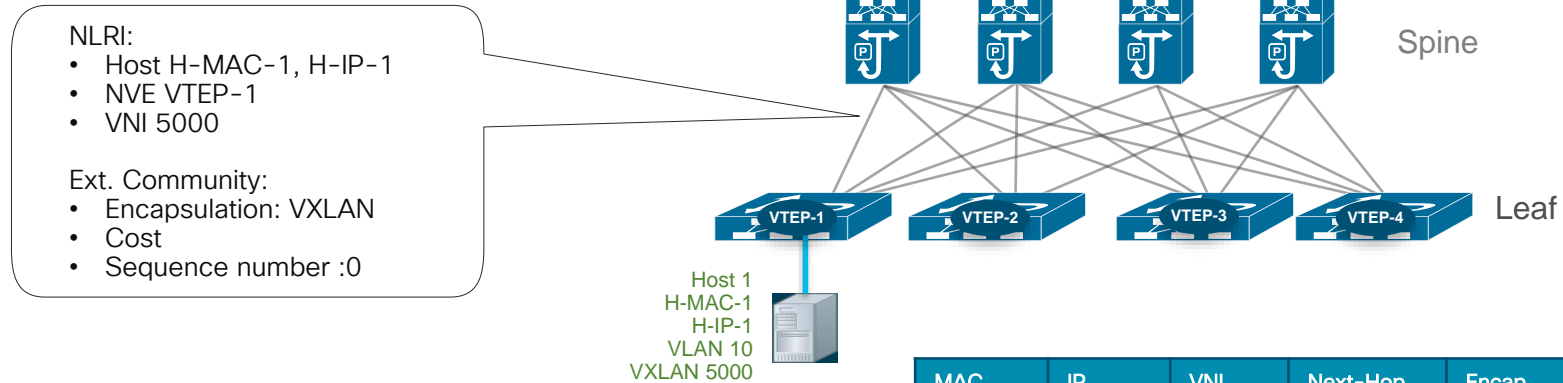 NLRI:
• Host H-MAC-1, H-IP-1
• NVE VTEP-1
• VNI 5000
Ext. Community:
• Encapsulation: VXLAN
• Cost
• Sequence number :0
P
P
P
P
Spine
VTEP-1
VTEP-2
VTEP-3
VTEP-4
Leaf
Host 1
H-MAC-1
H-IP-1
VLAN 10
VXLAN 5000
MAC IP VNI Next-Hop Encap